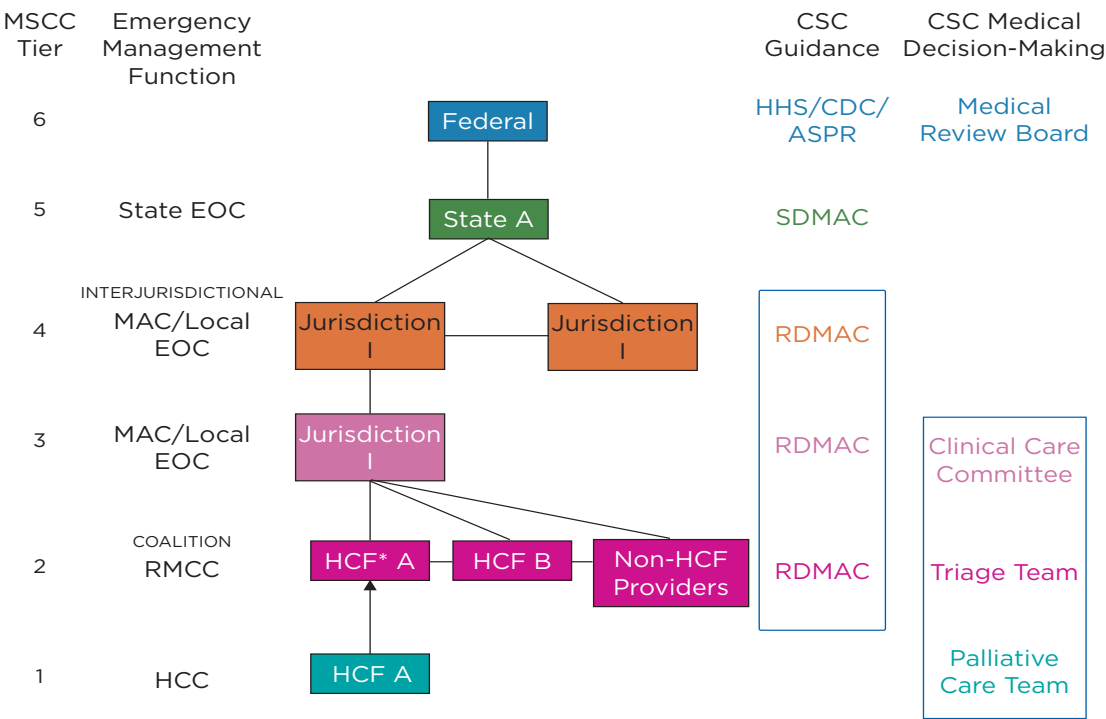 MSCC
Tier
Emergency
Management
Function
CSC
Guidance
CSC Medical
Decision-Making
6
Federal
HHS/CDC/
ASPR
Medical
Review Board
5
State EOC
State A
SDMAC
4
INTERJURISDICTIONAL
MAC/Local
EOC
Jurisdiction
I
Jurisdiction
I
RDMAC
3
MAC/Local
EOC
Jurisdiction
I
RDMAC
Clinical Care
Committee
2
COALITION
RMCC
HCF* A
HCF B
Non-HCF
Providers
RDMAC
Triage Team
1
HCC
HCF A
Palliative
Care Team